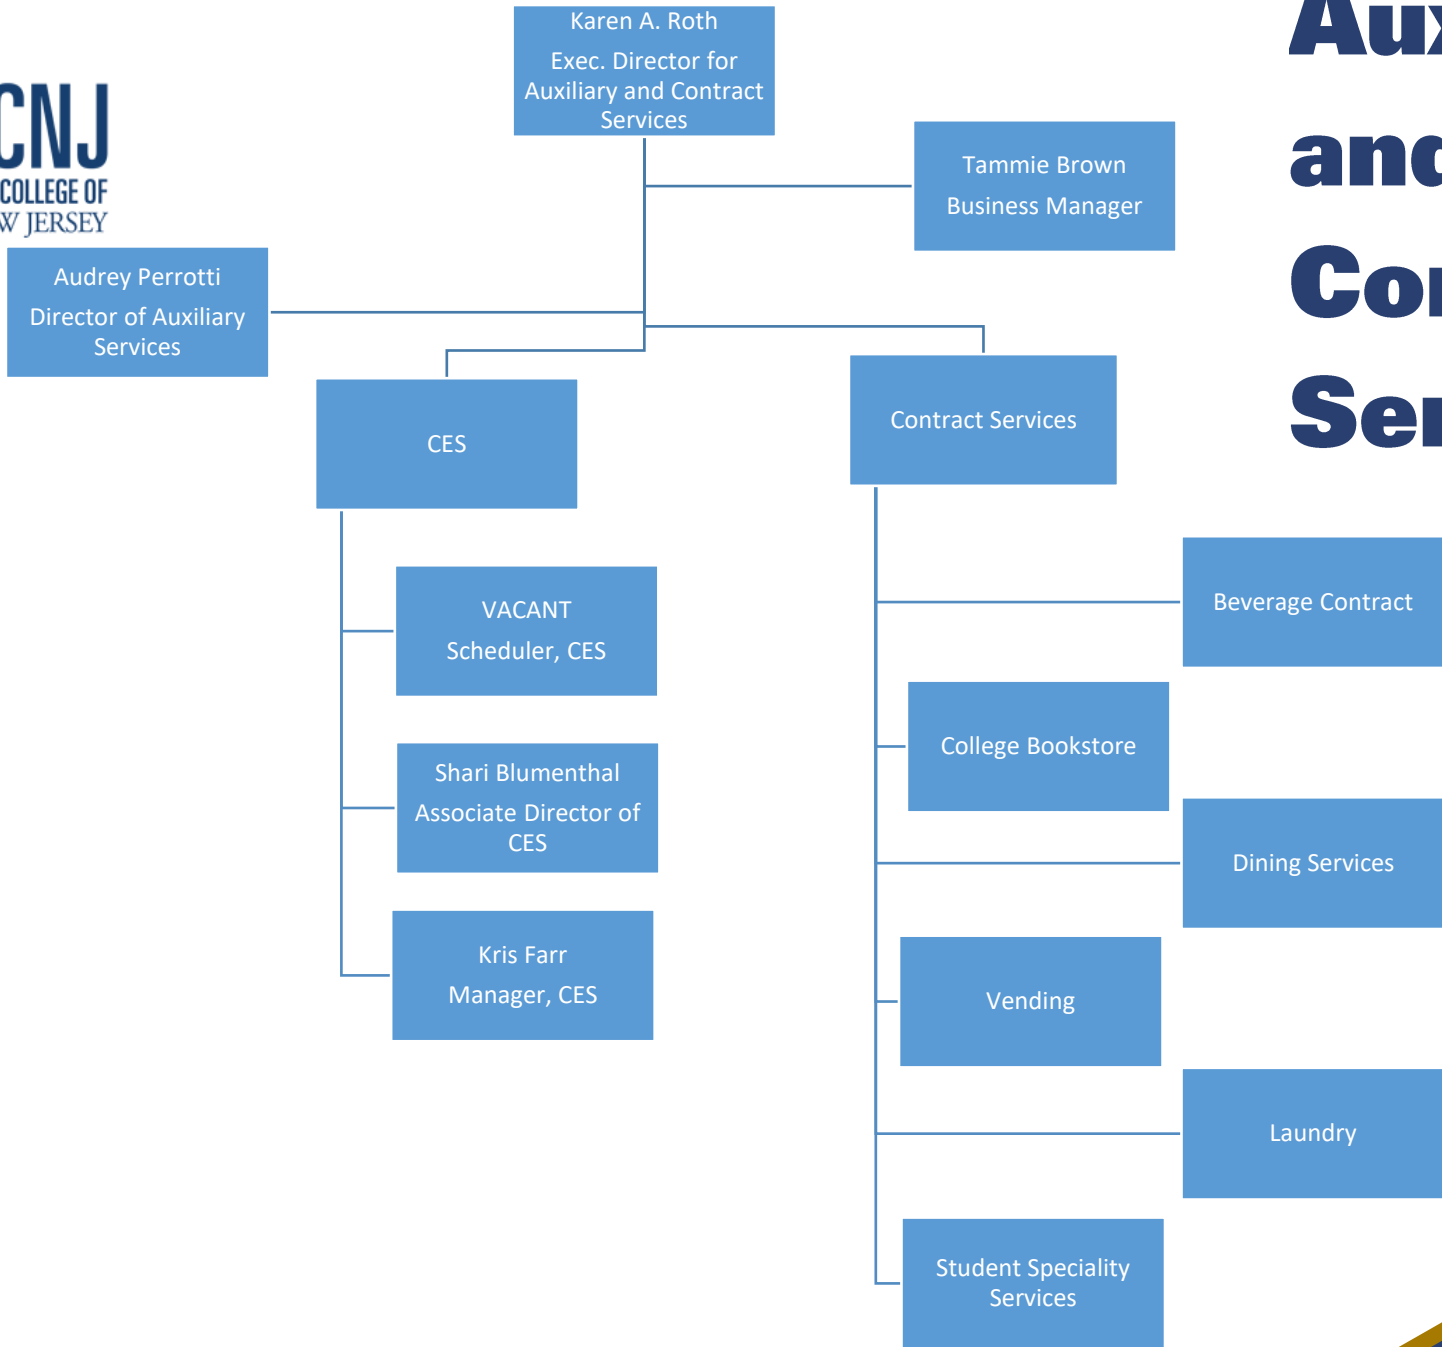 Karen A. Roth
Exec. Director for
Auxiliary and Contract
Services
CNJ
COLLEGE OF
JERSEY
Tammie Brown
Business Manager
Audrey Perrotti
Director of Auxiliary
Services
and
CES
Contract Services
VACANT
Scheduler, CES
Shari Blumenthal
Associate Director of
CES
Kris Farr
Manager, CES
Beverage Contract
College Bookstore
Dining Services
Vending
Laundry
Student Speciality
Services